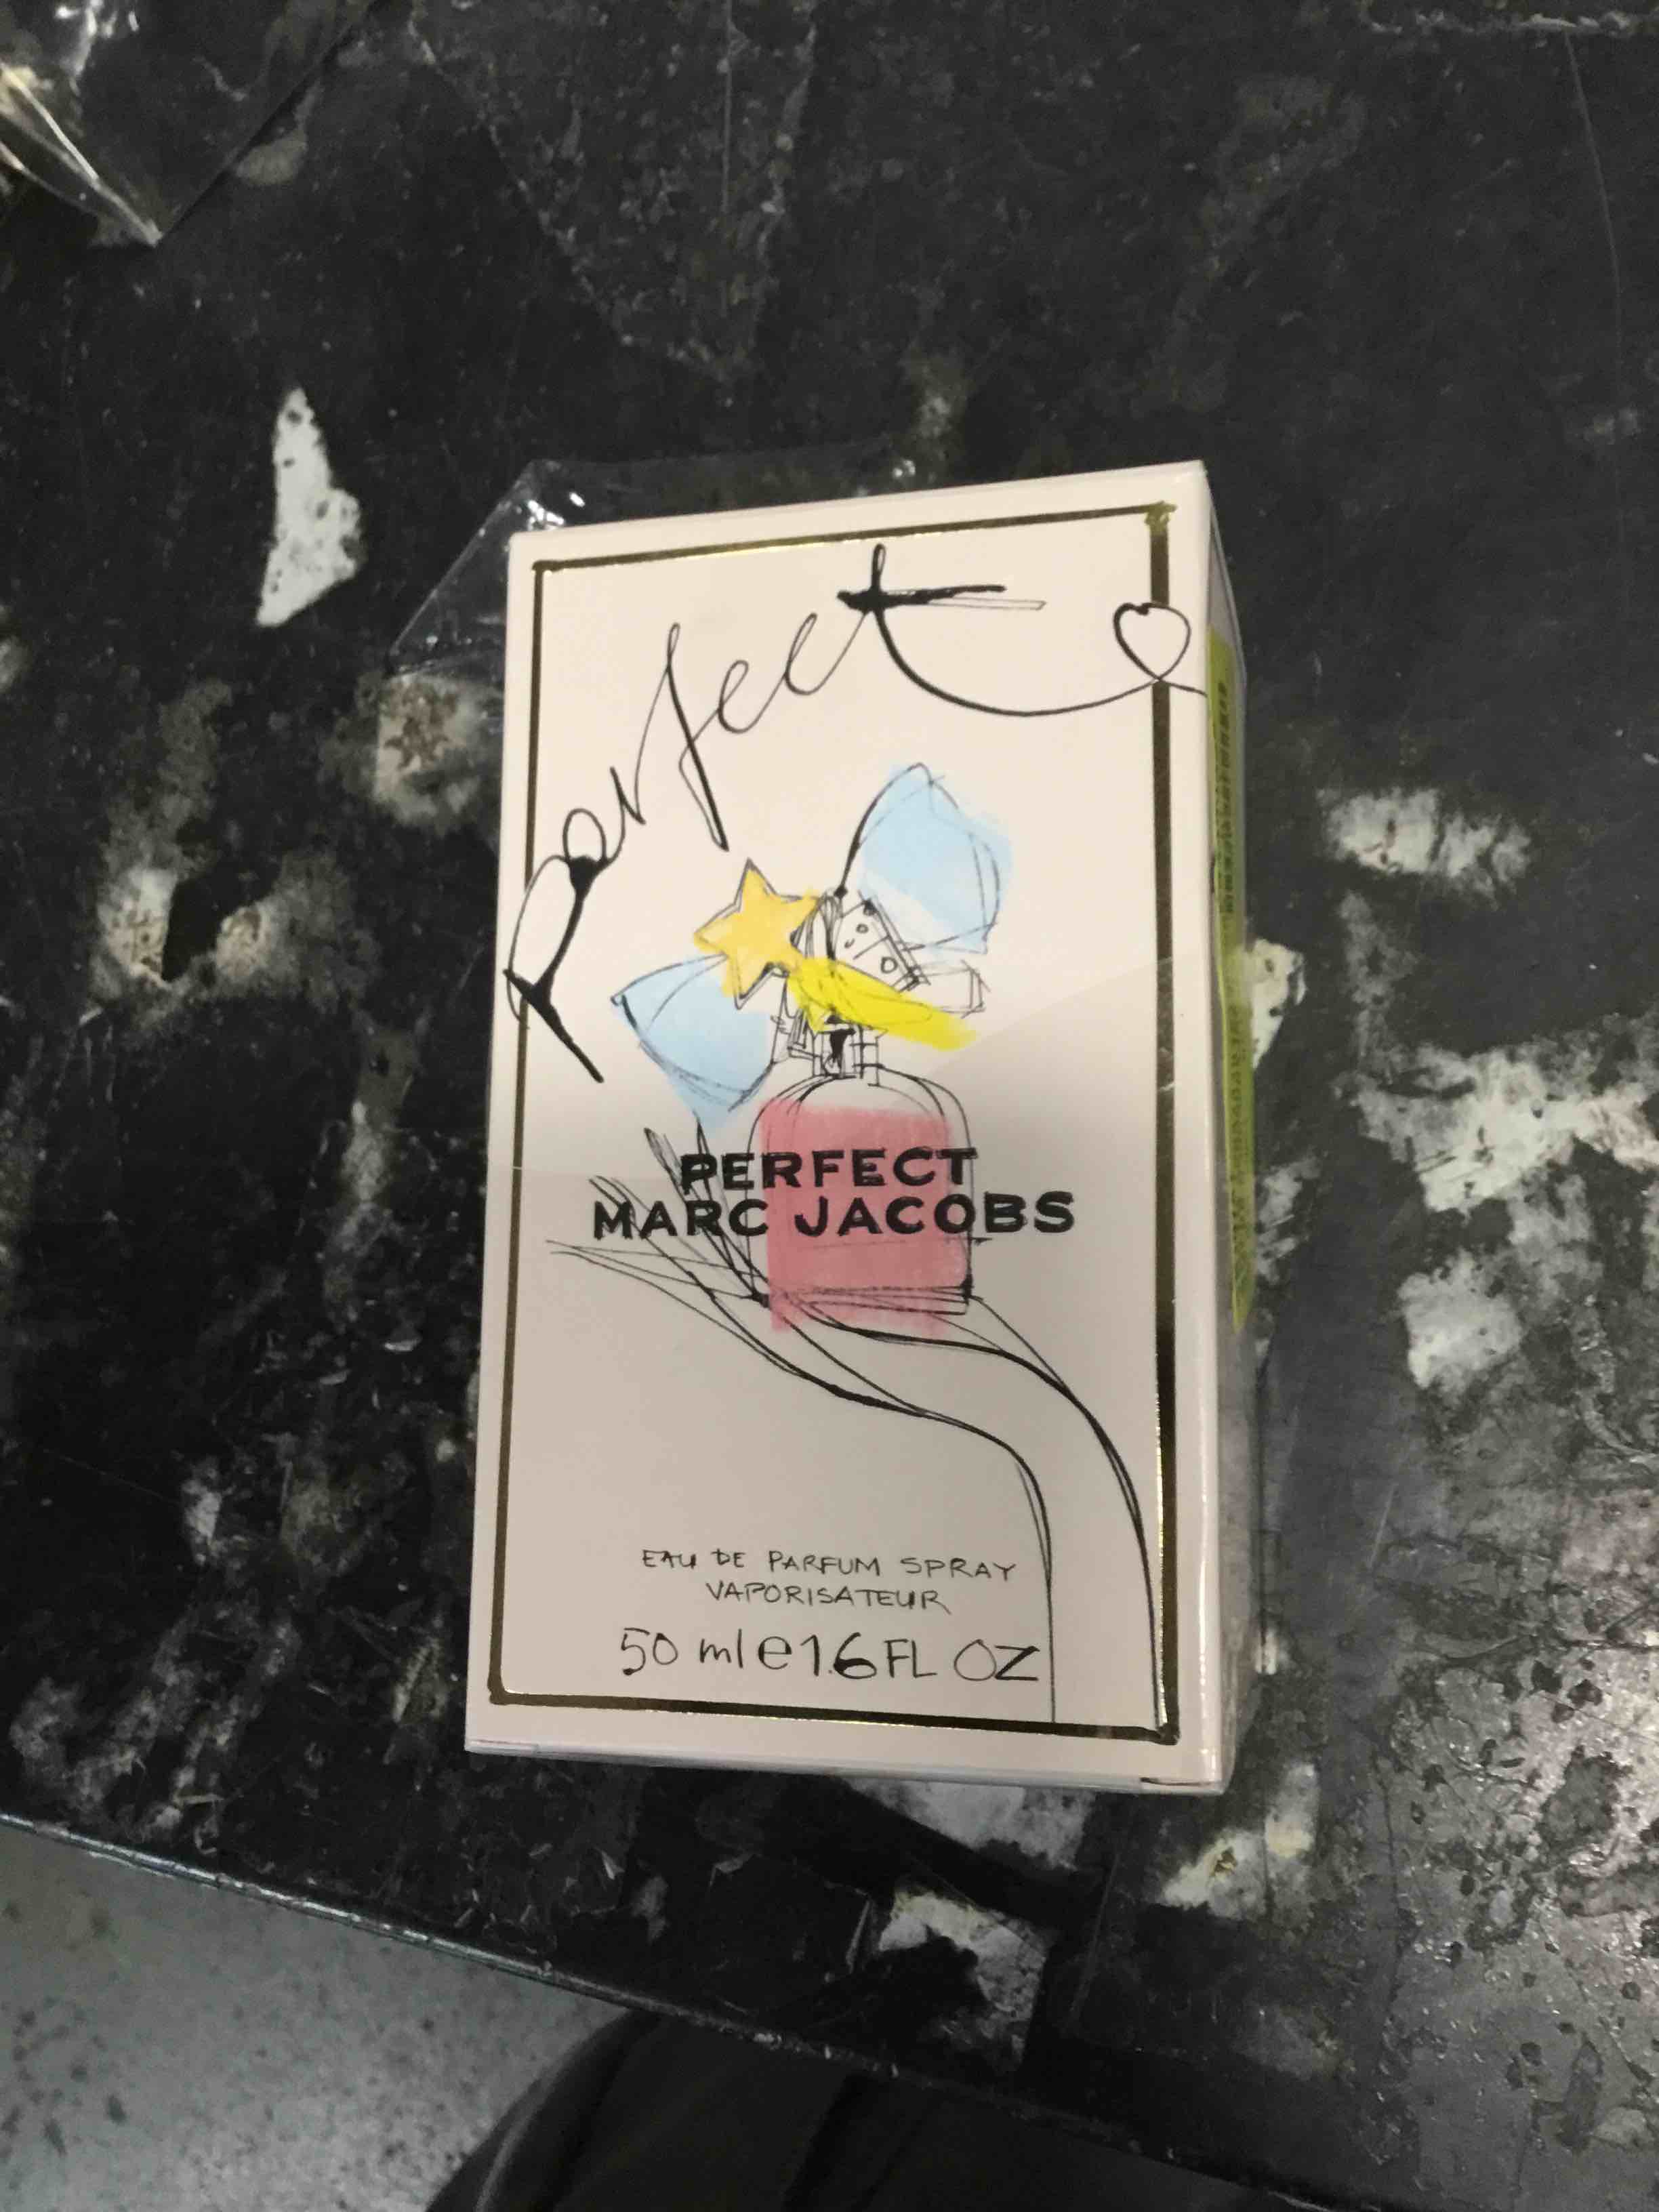 Perfect
PERFECT
MARC JACOBS
EAU DE PARFUM SPRAY
VAPORISATEUR
50 ml e 1.6 FL OZ